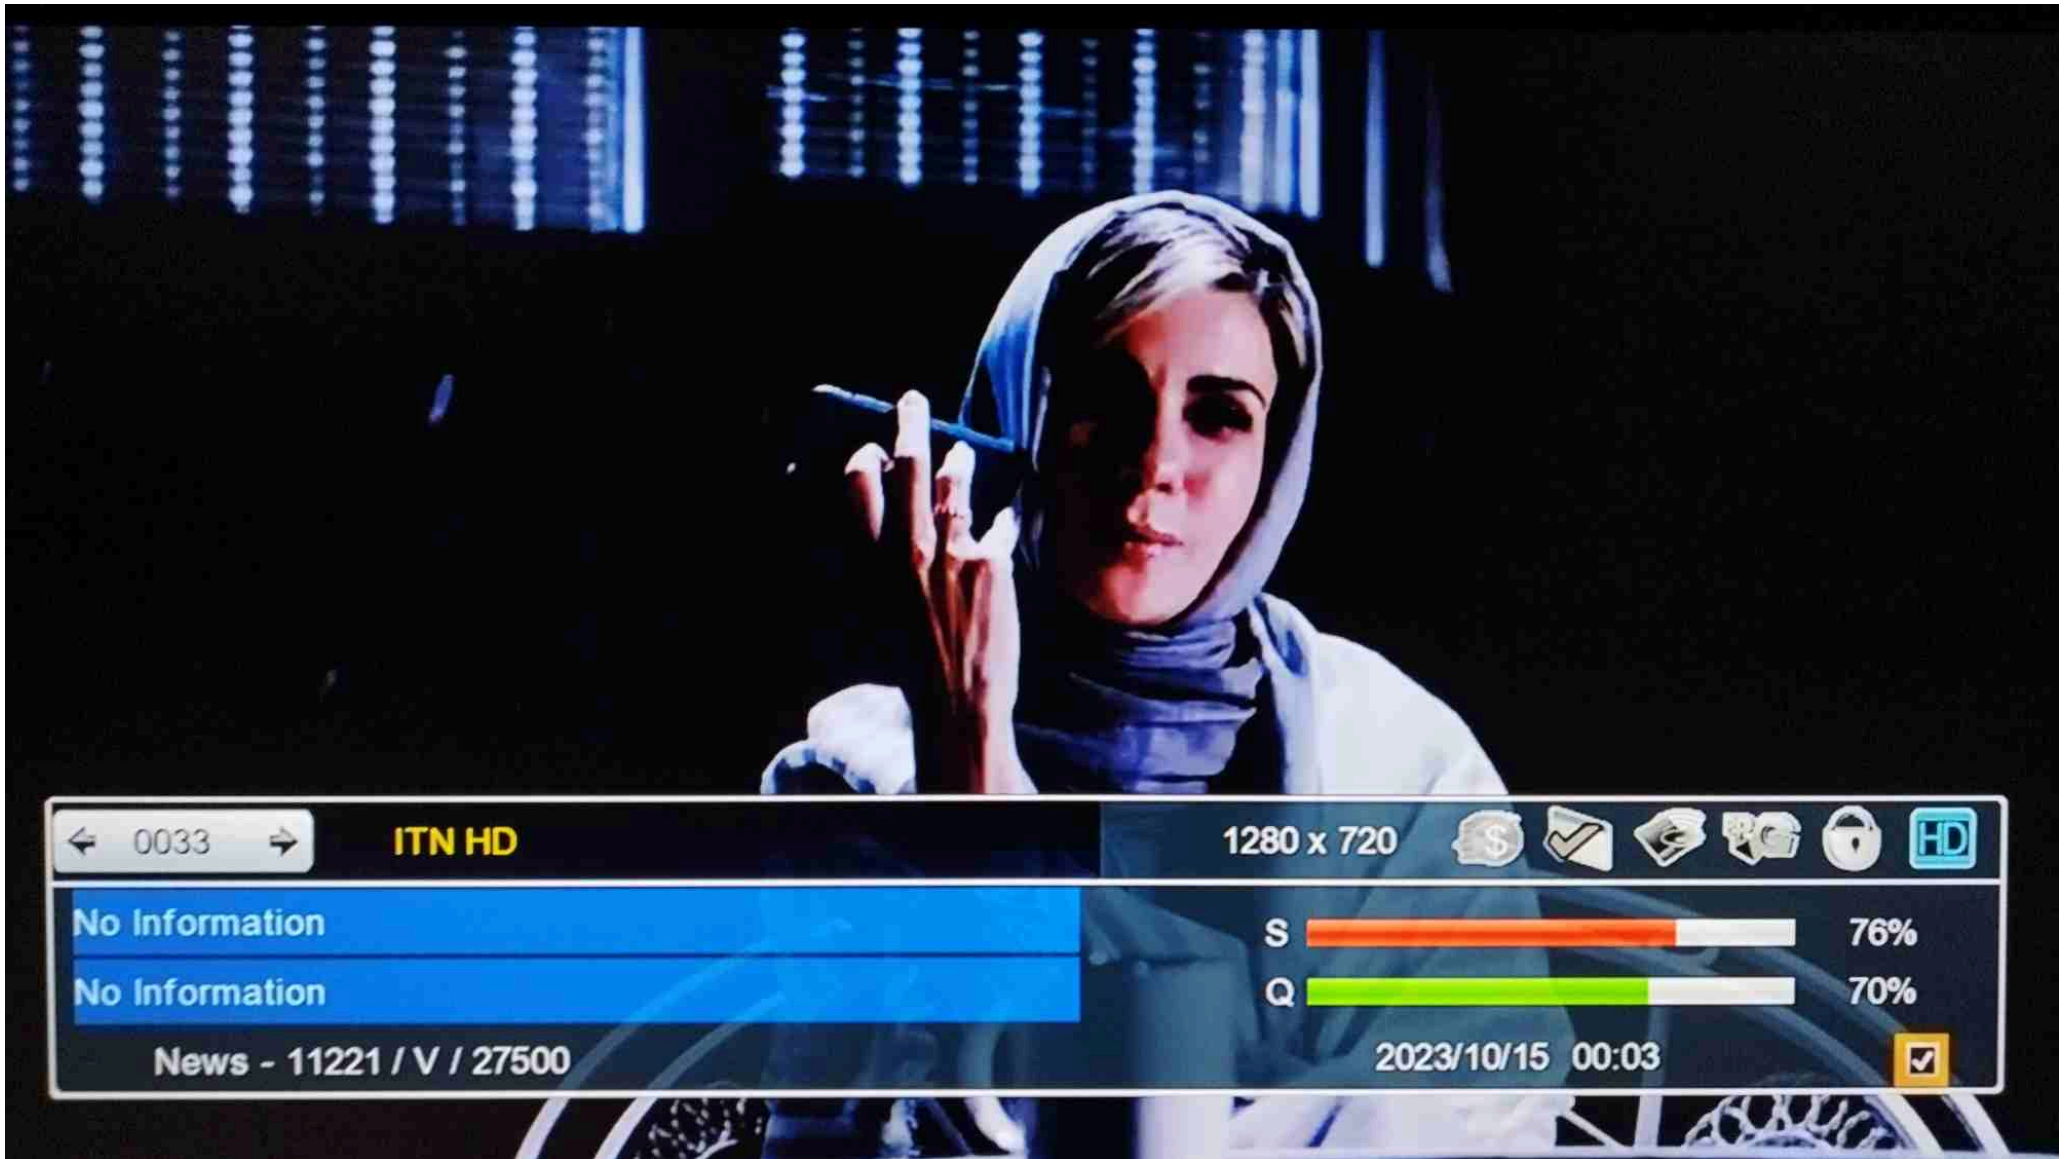 0033 ITN HD 1280 x 720 $ HD
No Information
S 76%
No Information
Q 70%
News - 11221 / V / 27500 2023/10/15 00:03